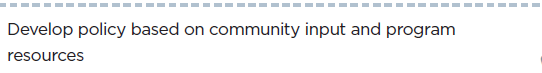 Develop policy based on community input and program
resources